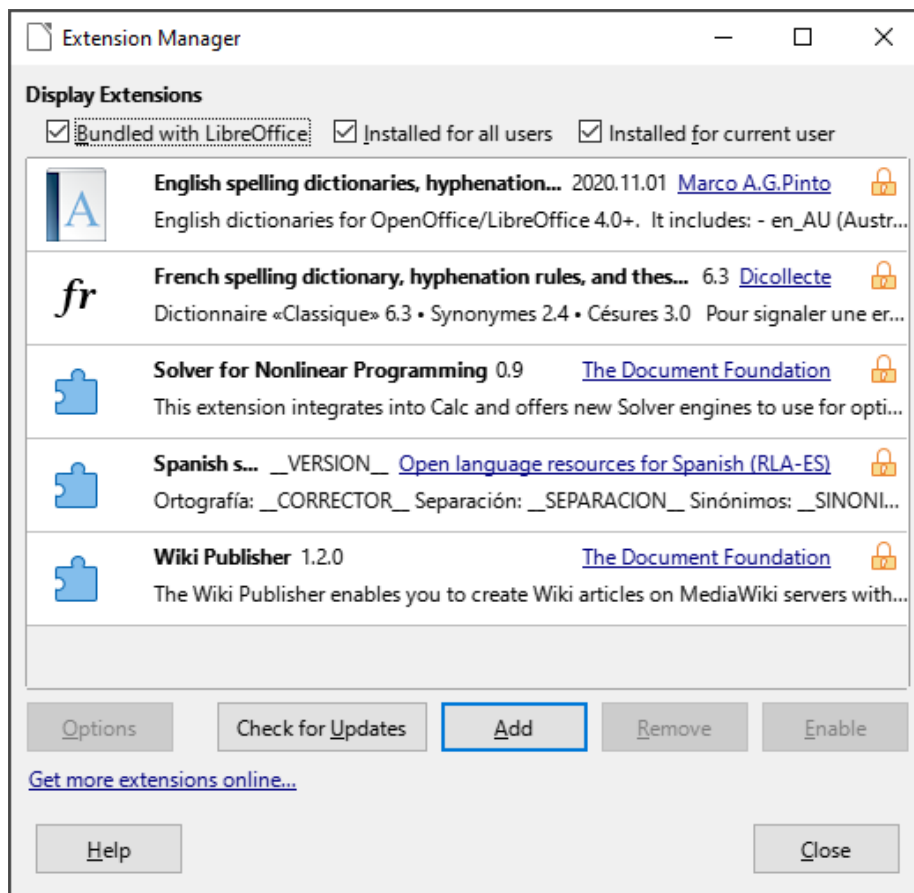 Extension Manager
Display Extensions
Bundled with LibreOffice Installed for all users Installed for current user
A English spelling dictionaries, hyphenation... 2020.11.01 Marco A.G.Pinto
English dictionaries for OpenOffice/LibreOffice 4.0+. It includes: - en_AU (Austr...
fr French spelling dictionary, hyphenation rules, and thes... 6.3 Dicollecte
Dictionnaire «Classique» 6.3 • Synonymes 2.4 • Césures 3.0 Pour signaler une er...
Solver for Nonlinear Programming 0.9 The Document Foundation
This extension integrates into Calc and offers new Solver engines to use for opti...
Spanish s... __VERSION__ Open language resources for Spanish (RLA-ES)
Ortografía: __CORRECTOR__ Separación: __SEPARACION__ Sinónimos: __SINONI...
Wiki Publisher 1.2.0 The Document Foundation
The Wiki Publisher enables you to create Wiki articles on MediaWiki servers with...
Options Check for Updates Add Remove Enable
Get more extensions online...
Help Close